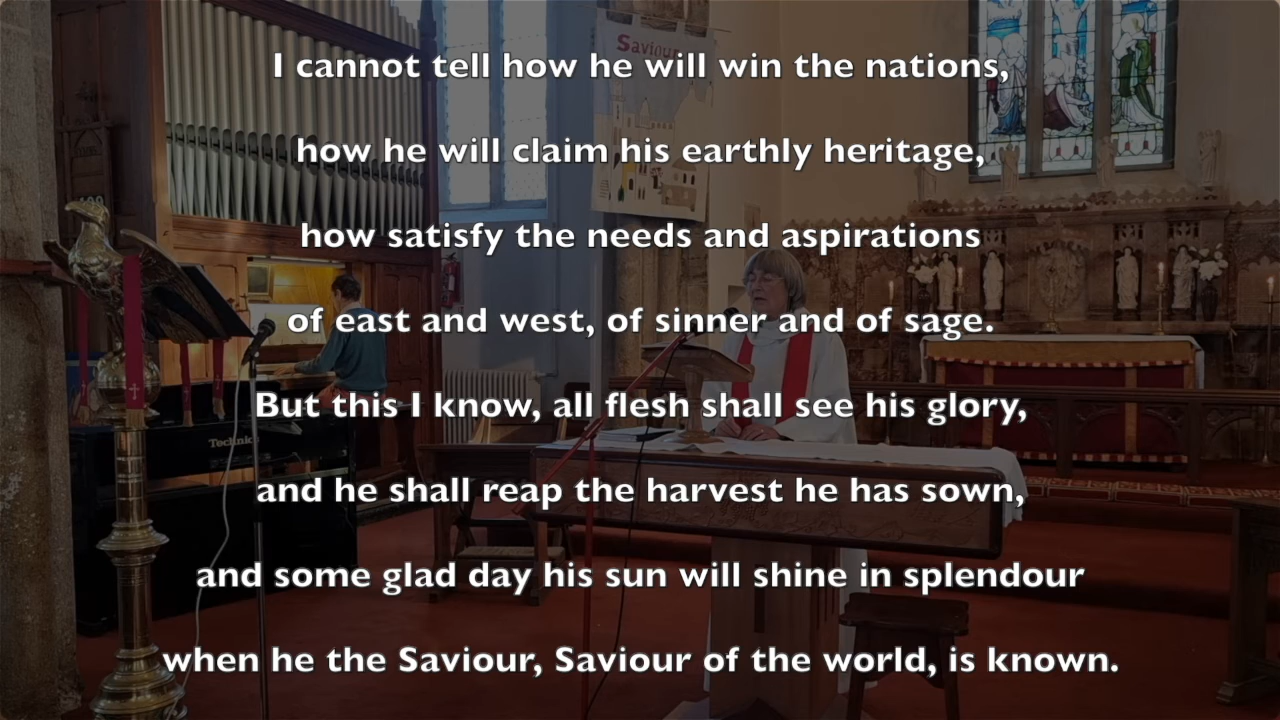 Saviour
I cannot tell how he will win the nations,
how he will claim his earthly heritage,
how satisfy the needs and aspirations
of east and west, of sinner and of sage.
But this I know, all flesh shall see his glory,
Technics
and he shall reap the harvest he has sown,
and some glad day his sun will shine in splendour
when he the Saviour, Saviour of the world, is known.